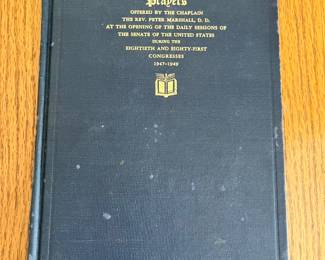 Prayers
OFFERED BY THE CHAPLAIN
THE REV. PETER MARSHALL, D. D.
AT THE OPENING OF THE DAILY SESSIONS OF
THE SENATE OF THE UNITED STATES
DURING THE
EIGHTIETH AND EIGHTY-FIRST
CONGRESSES
1947-1949